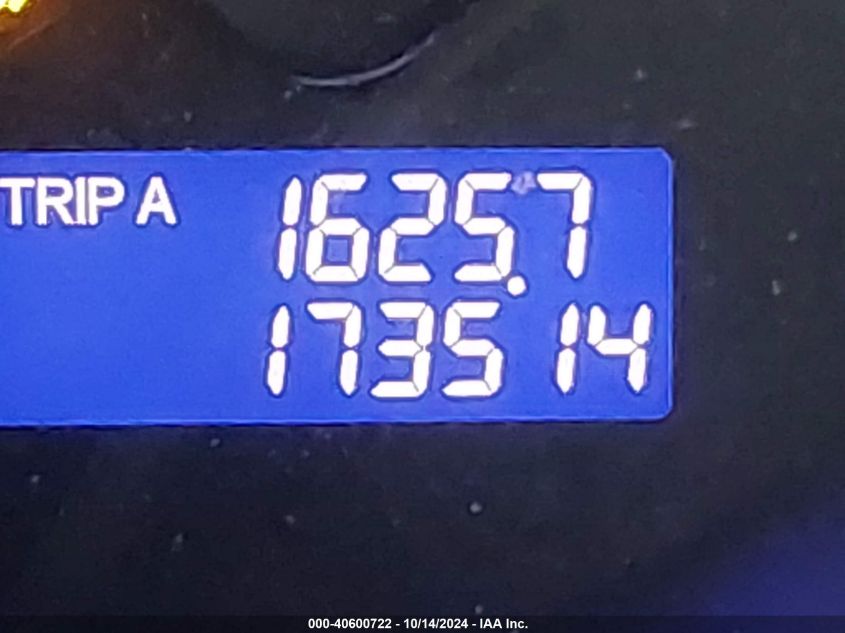 TRIP A 1625.7
173514
000-40600722 - 10/14/2024 - IAA Inc.